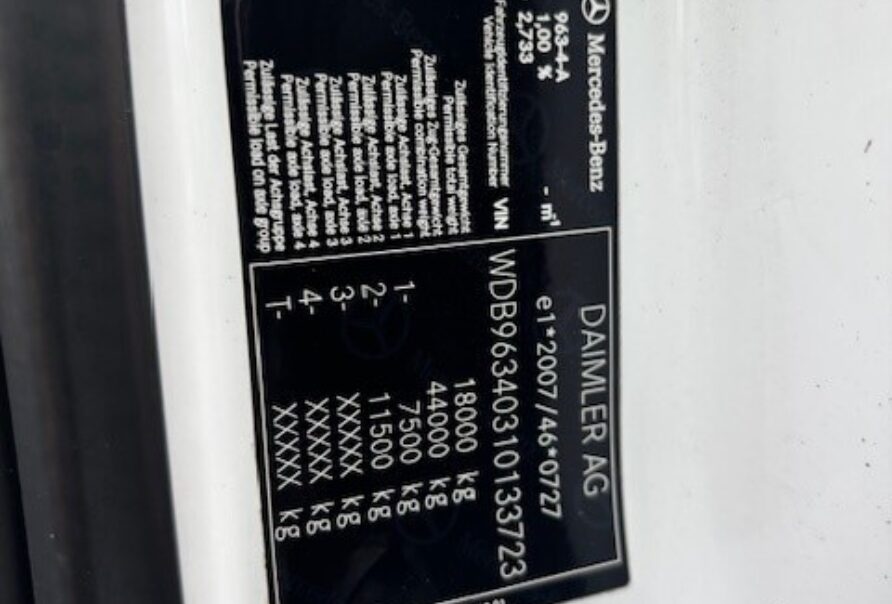 Mercedes-Benz DAIMLER AG
963-4-A
1,00 % - m⁻¹ e1*2007/46*0727
2,733
Fahrzeugidentifizierungsnummer
Vehicle Identification Number VIN WDB96340310133723
Zulässiges Gesamtgewicht
Permissible total weight 18000 kg
Zulässiges Zug-Gesamtgewicht
Permissible combination weight 44000 kg
Zulässige Achslast, Achse 1
Permissible axle load, axle 1 1- 7500 kg
Zulässige Achslast, Achse 2
Permissible axle load, axle 2 2- 11500 kg
Zulässige Achslast, Achse 3
Permissible axle load, axle 3 3- XXXXX kg
Zulässige Achslast, Achse 4
Permissible axle load, axle 4 4- XXXXX kg
Zulässige Last der Achsgruppe
Permissible load on axle group T- XXXXX kg